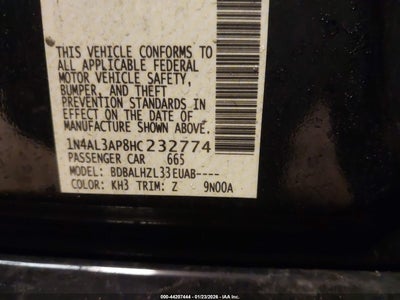 THIS VEHICLE CONFORMS TO
ALL APPLICABLE FEDERAL
MOTOR VEHICLE SAFETY,
BUMPER, AND THEFT
PREVENTION STANDARDS IN
EFFECT ON THE DATE OF
MANUFACTURE SHOWN ABOVE.
1N4AL3AP8HC232774
PASSENGER CAR 665
MODEL: BDBALHZL33EUAB----
COLOR: KH3 TRIM: Z 9N00A
000-44207444 - 01/23/2026 - IAA Inc.